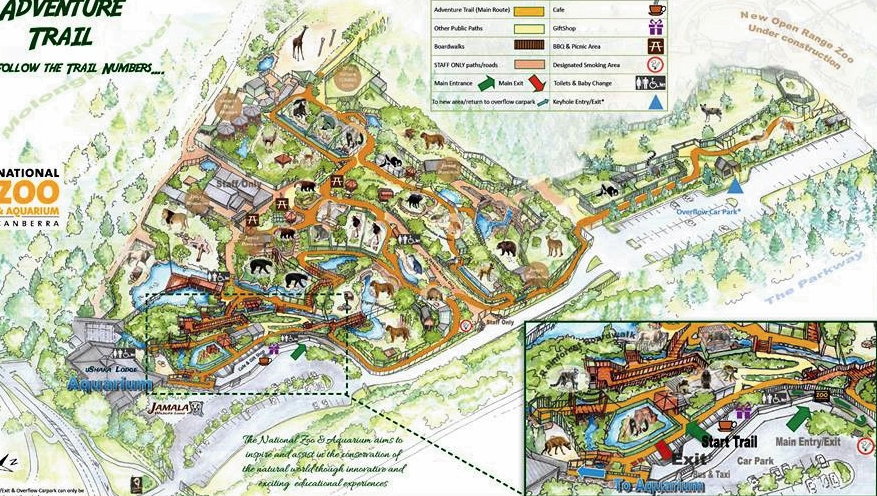 ADVENTURE
TRAIL
FOLLOW THE TRAIL NUMBERS....
Molonglo River
NATIONAL
ZOO
& AQUARIUM
CANBERRA
Adventure Trail (Main Route)
Cafe
Other Public Paths
GiftShop
Boardwalks
BBQ & Picnic Area
STAFF ONLY paths/roads
Designated Smoking Area
Main Entrance
Main Exit
Toilets & Baby Change
To new area/return to overflow carpark
Keyhole Entry/Exit*
New Open Range Zoo
Under construction
Staff Only
Overflow Car Park*
The Parkway
Staff Only
uShaka Lodge
Aquarium
JAMALA
The National Zoo & Aquarium aims to
inspire and assist in the conservation of
the natural world though innovative and
exciting educational experiences
Boardwalk
ZOO
Start Trail
Main Entry/Exit
Exit
Car Park
Bus & Taxi
To Aquarium
Z
/Exit & Overflow Carpark can only be